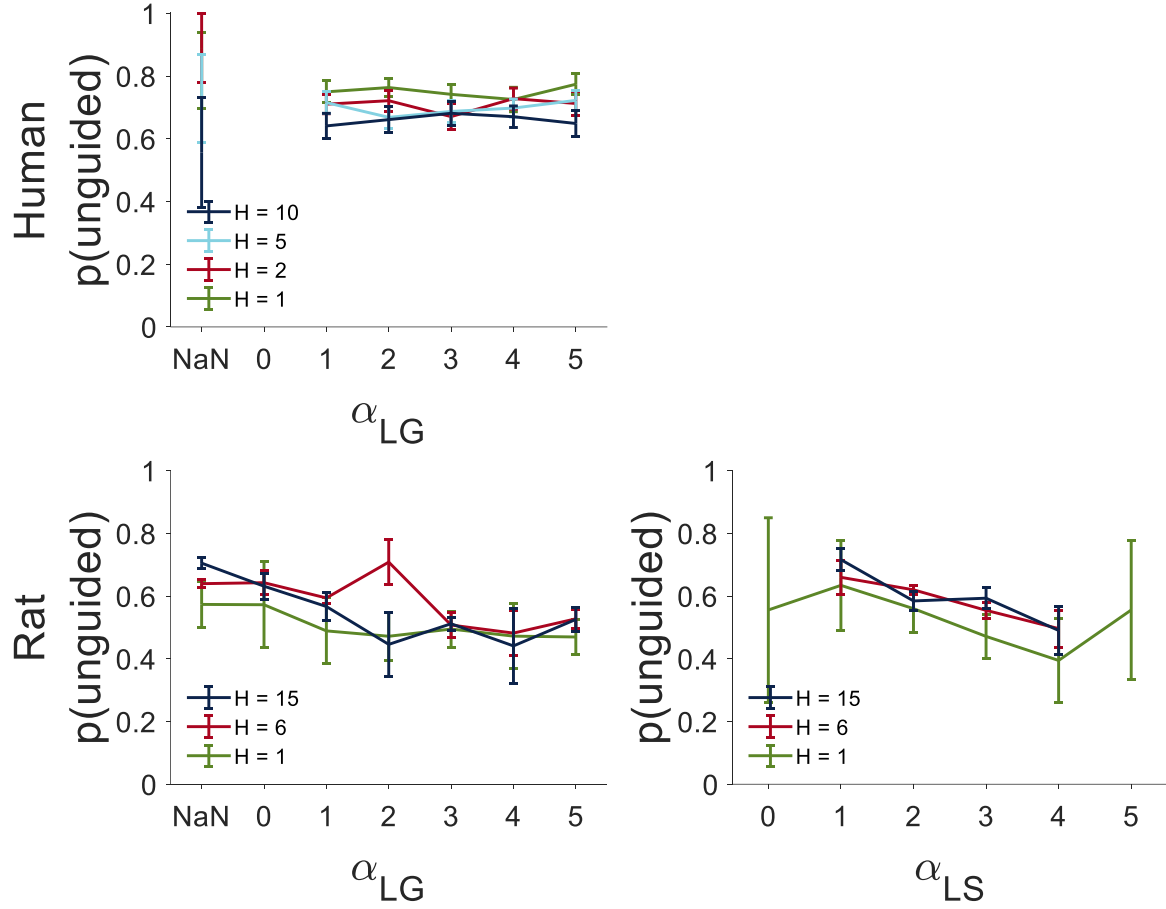 Human
p(unguided)
1
0.8
0.6
0.4
0.2
0
H = 10
H = 5
H = 2
H = 1
NaN 0 1 2 3 4 5
α_LG
Rat
p(unguided)
1
0.8
0.6
0.4
0.2
0
H = 15
H = 6
H = 1
NaN 0 1 2 3 4 5
α_LG
p(unguided)
1
0.8
0.6
0.4
0.2
0
H = 15
H = 6
H = 1
0 1 2 3 4 5
α_LS